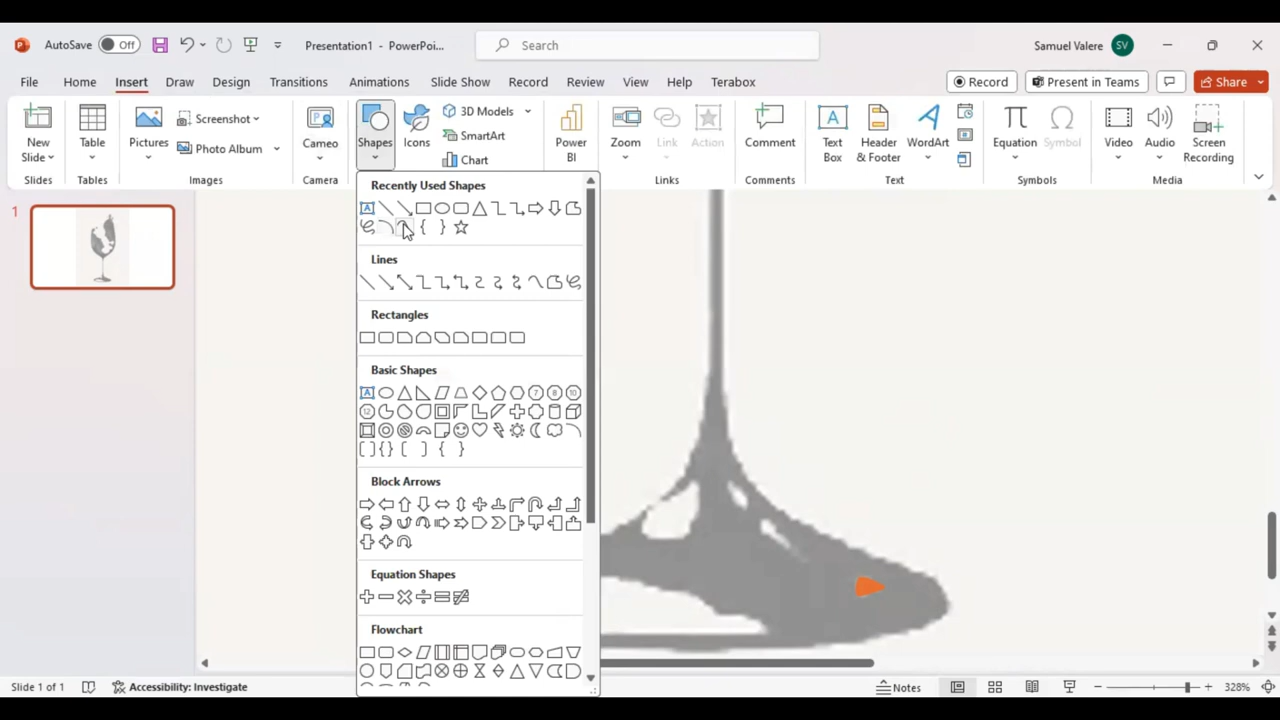 AutoSave Off Presentation1 - PowerPoi... Search Samuel Valere SV
File Home Insert Draw Design Transitions Animations Slide Show Record Review View Help Terabox Record Present in Teams Share
New Slide
Table
Pictures
Screenshot
Photo Album
Cameo
Shapes
Icons
3D Models
SmartArt
Chart
Power BI
Zoom
Link
Action
Comment
Text Box
Header & Footer
WordArt
Equation
Symbol
Video
Audio
Screen Recording
Slides Tables Images Camera Links Comments Text Symbols Media
1
Recently Used Shapes
Lines
Rectangles
Basic Shapes
Block Arrows
Equation Shapes
Flowchart
Slide 1 of 1 Accessibility: Investigate Notes 328%